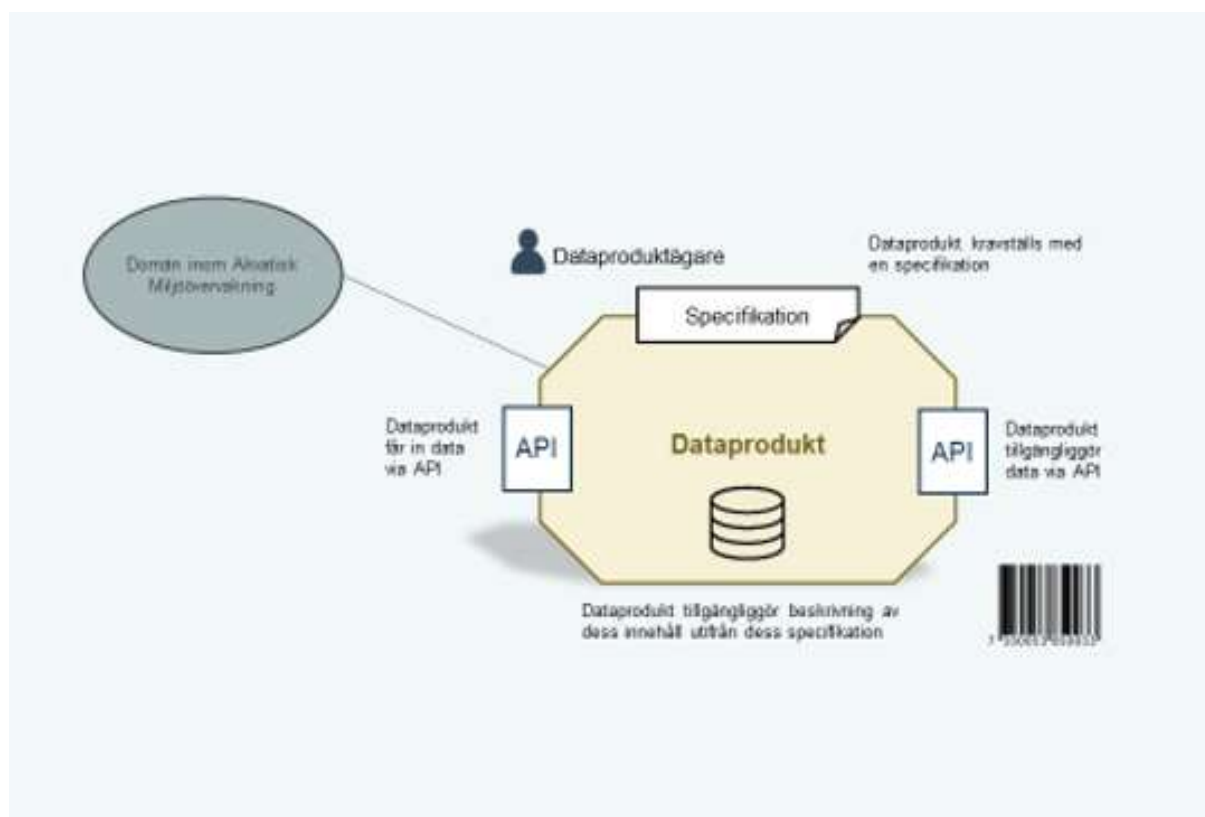 Domän inom Akvatisk
Miljöövervakning
Dataproduktägare
Dataprodukt kravställs med
en specifikation
Specifikation
Dataprodukt
får in data
via API
API
Dataprodukt
API
Dataprodukt
tillgängliggör
data via API
Dataprodukt tillgängliggör beskrivning av
dess innehåll utifrån dess specifikation